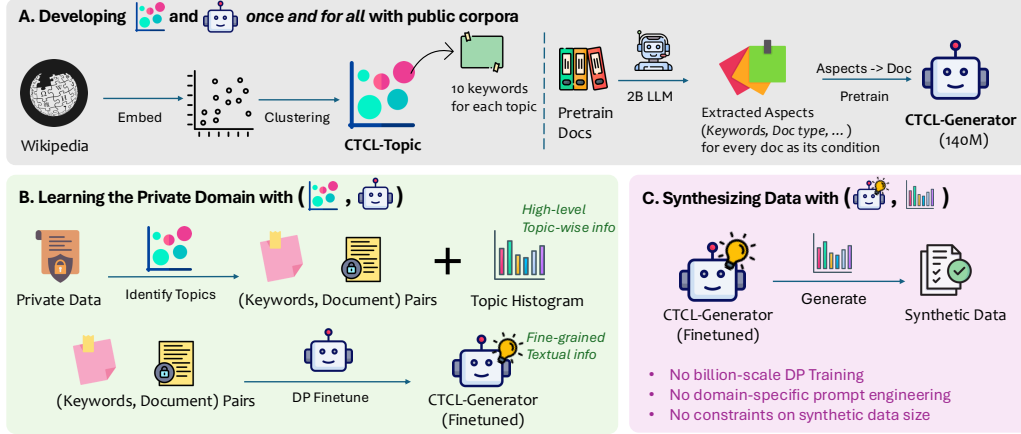 A. Developing and once and for all with public corpora
Wikipedia
Embed
Clustering
CTCL-Topic
10 keywords
for each topic
Pretrain
Docs
2B LLM
Extracted Aspects
(Keywords, Doc type, ... )
for every doc as its condition
Aspects -> Doc
Pretrain
CTCL-Generator
(140M)
B. Learning the Private Domain with ( , )
Private Data
Identify Topics
(Keywords, Document) Pairs
+
High-level
Topic-wise info
Topic Histogram
(Keywords, Document) Pairs
DP Finetune
Fine-grained
Textual info
CTCL-Generator
(Finetuned)
C. Synthesizing Data with ( , )
CTCL-Generator
(Finetuned)
Generate
Synthetic Data
• No billion-scale DP Training
• No domain-specific prompt engineering
• No constraints on synthetic data size